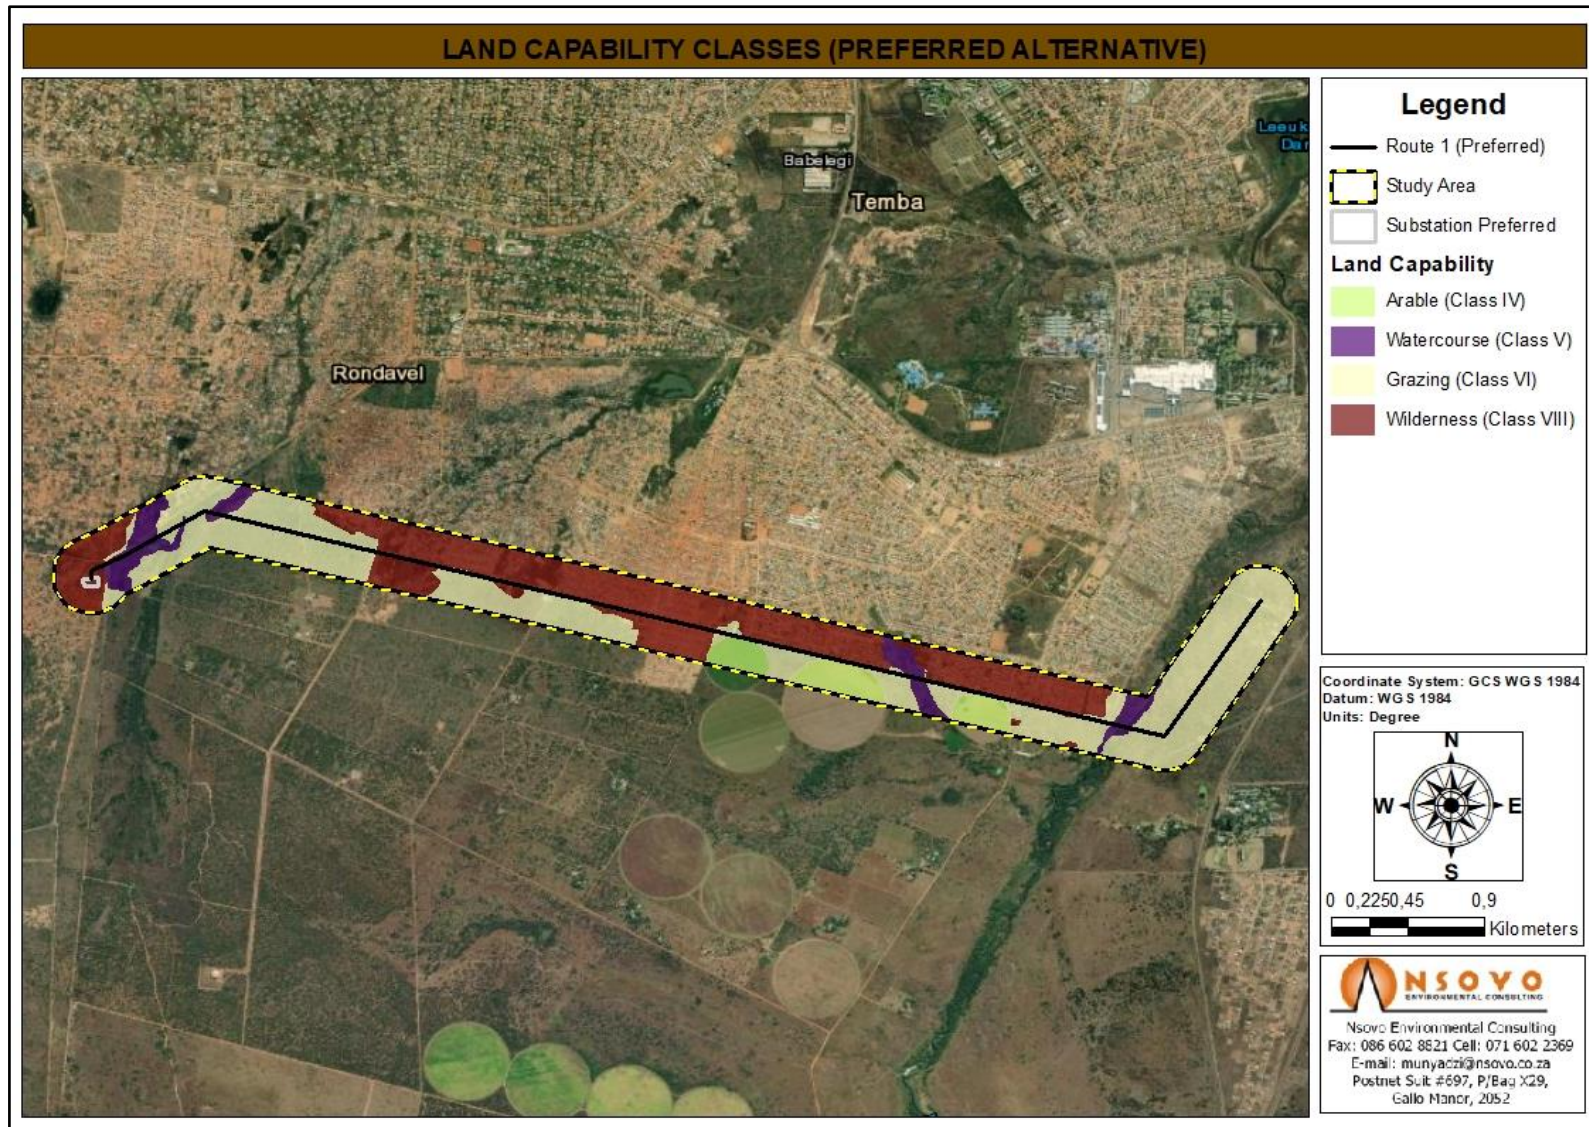 LAND CAPABILITY CLASSES (PREFERRED ALTERNATIVE)
Babelegi
Temba
Leeuk
Dar
Rondavel
Legend
Route 1 (Preferred)
Study Area
Substation Preferred
Land Capability
Arable (Class IV)
Watercourse (Class V)
Grazing (Class VI)
Wilderness (Class VIII)
Coordinate System: GCS WGS 1984
Datum: WGS 1984
Units: Degree
N
W E
S
0 0,2250,45 0,9
Kilometers
NSOVO
ENVIRONMENTAL CONSULTING
Nsovo Environmental Consulting
Fax: 086 602 8821 Cell: 071 602 2369
E-mail: munyadzi@nsovo.co.za
Postnet Suit #697, P/Bag X29,
Gallo Manor, 2052